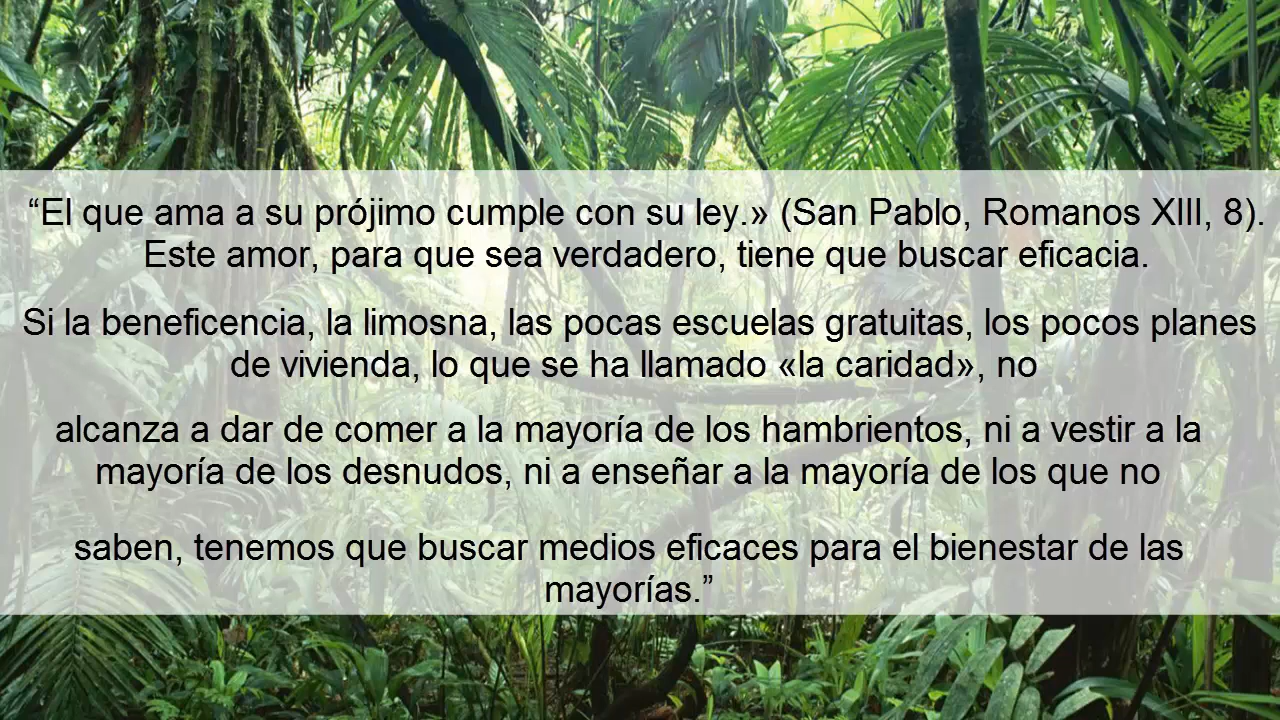 “El que ama a su prójimo cumple con su ley.» (San Pablo, Romanos XIII, 8).
Este amor, para que sea verdadero, tiene que buscar eficacia.
Si la beneficencia, la limosna, las pocas escuelas gratuitas, los pocos planes
de vivienda, lo que se ha llamado «la caridad», no
alcanza a dar de comer a la mayoría de los hambrientos, ni a vestir a la
mayoría de los desnudos, ni a enseñar a la mayoría de los que no
saben, tenemos que buscar medios eficaces para el bienestar de las
mayorías.”